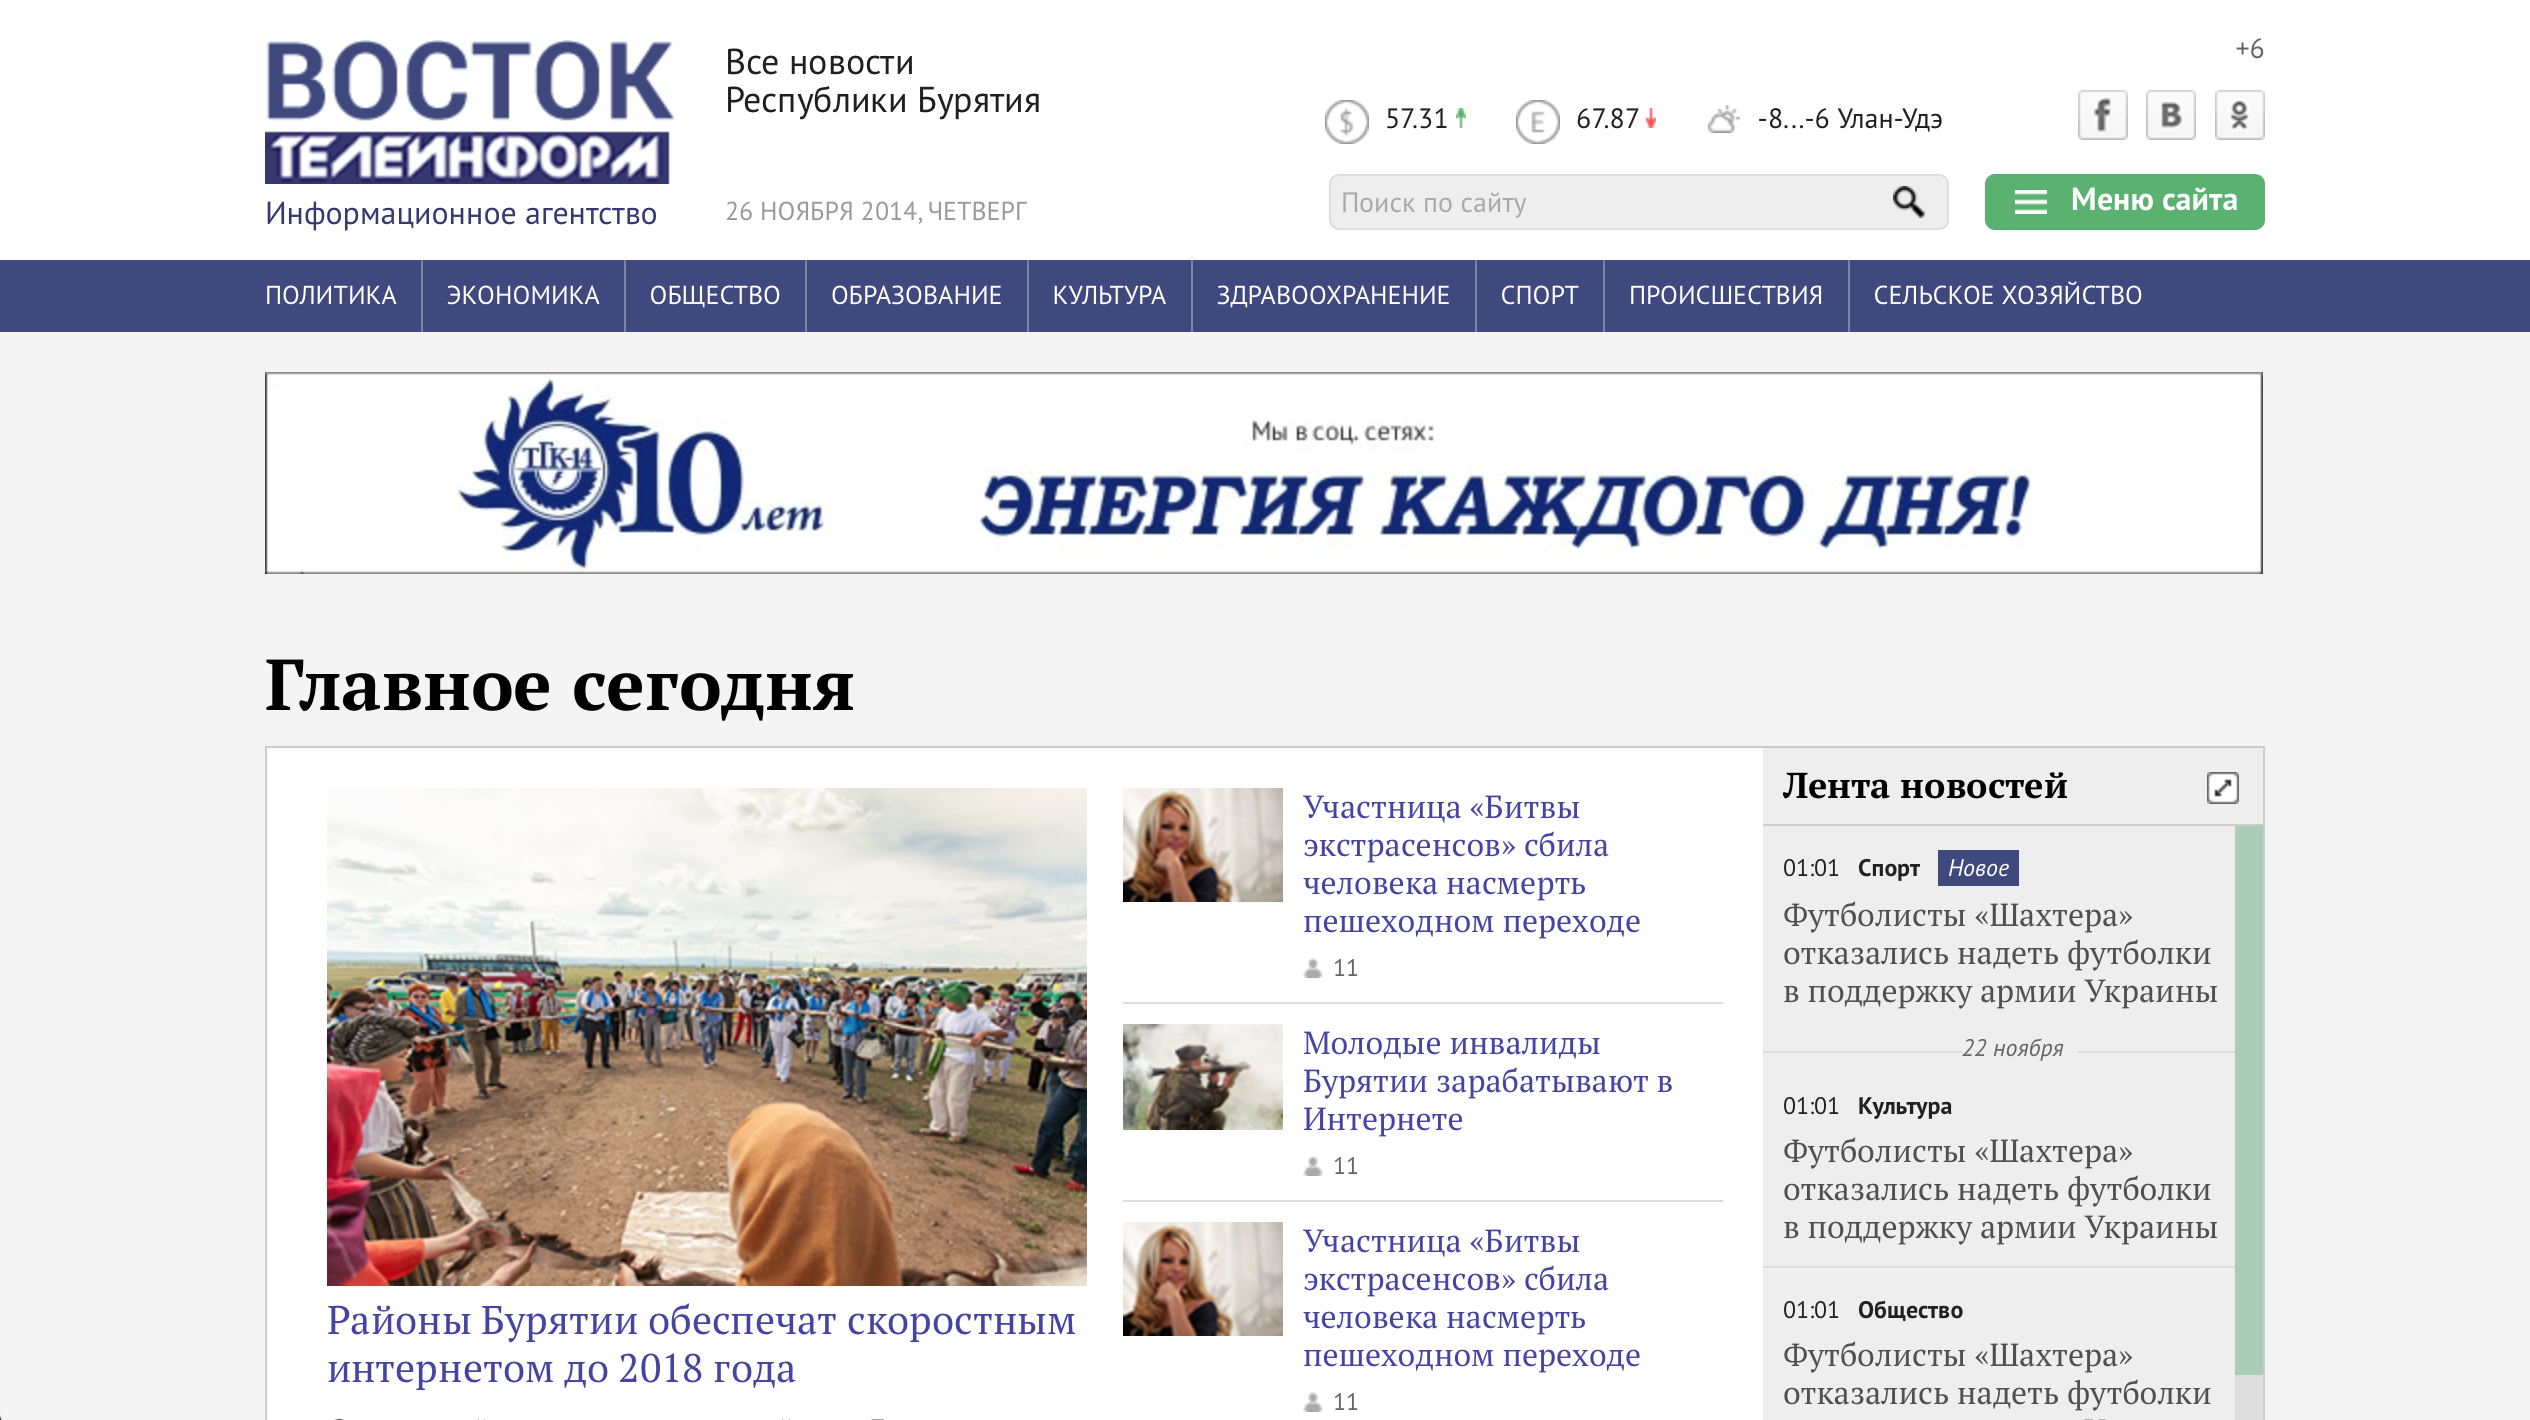 ВОСТОК
ТЕЛЕИНФОРМ
Информационное агентство
Все новости
Республики Бурятия
26 НОЯБРЯ 2014, ЧЕТВЕРГ
+6
$ 57.31
E 67.87
-8...-6 Улан-Удэ
f
В
Поиск по сайту
Меню сайта
ПОЛИТИКА
ЭКОНОМИКА
ОБЩЕСТВО
ОБРАЗОВАНИЕ
КУЛЬТУРА
ЗДРАВООХРАНЕНИЕ
СПОРТ
ПРОИСШЕСТВИЯ
СЕЛЬСКОЕ ХОЗЯЙСТВО
ТГК-14
10 лет
Мы в соц. сетях:
ЭНЕРГИЯ КАЖДОГО ДНЯ!
Главное сегодня
Районы Бурятии обеспечат скоростным
интернетом до 2018 года
Участница «Битвы
экстрасенсов» сбила
человека насмерть
пешеходном переходе
11
Молодые инвалиды
Бурятии зарабатывают в
Интернете
11
Участница «Битвы
экстрасенсов» сбила
человека насмерть
пешеходном переходе
11
Лента новостей
01:01 Спорт Новое
Футболисты «Шахтера»
отказались надеть футболки
в поддержку армии Украины
22 ноября
01:01 Культура
Футболисты «Шахтера»
отказались надеть футболки
в поддержку армии Украины
01:01 Общество
Футболисты «Шахтера»
отказались надеть футболки